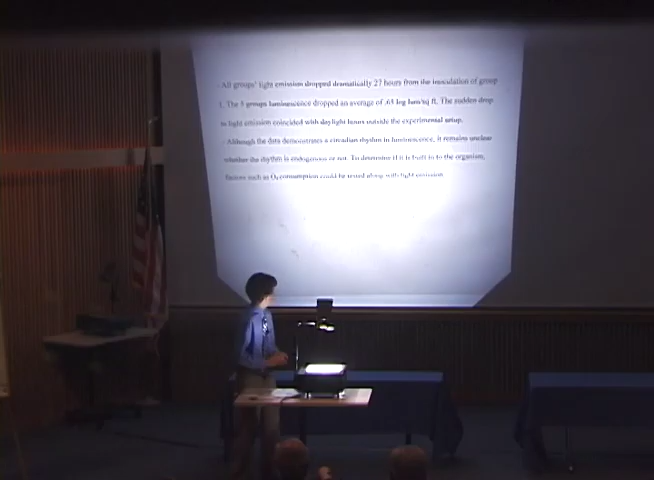 . All groups' light emission dropped dramatically 27 hours from the inoculation of group
1. The 5 groups luminescence dropped an average of .65 log lum/sq ft. The sudden drop
in light emission coincided with daylight hours outside the experimental setup.
Although the data demonstrates a circadian rhythm in luminescence, it remains unclear
whether the rhythm is endogenous or not. To determine if it is built in to the organism,
factors such as O₂ consumption could be tested along with light emission.